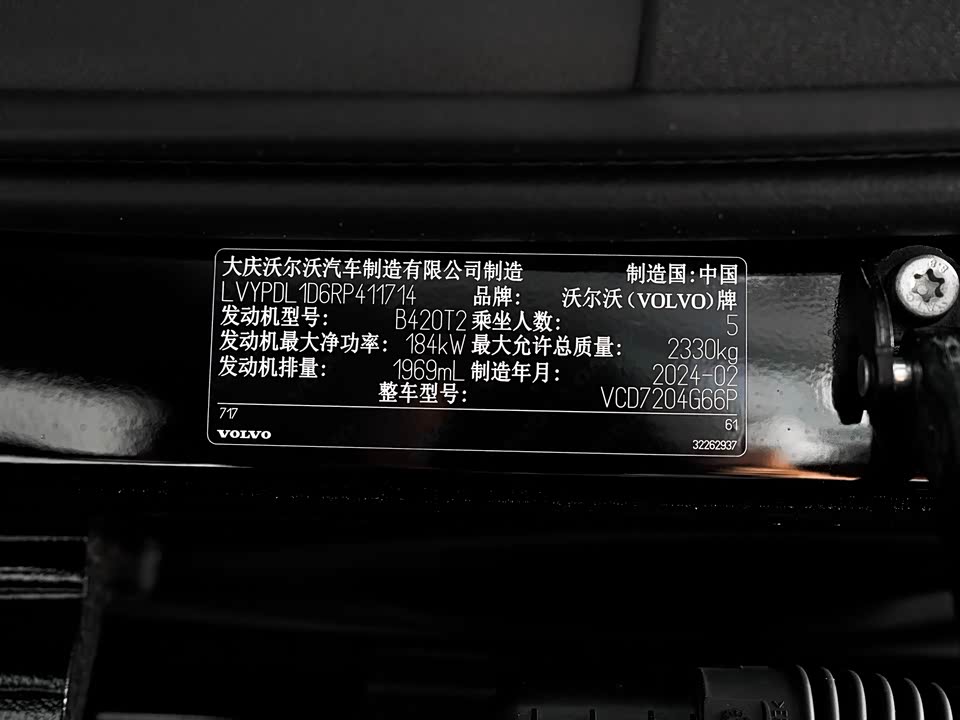 大庆沃尔沃汽车制造有限公司制造 制造国:中国
LVYPDL1D6RP411714 品牌: 沃尔沃(VOLVO)牌
发动机型号: B420T2 乘坐人数: 5
发动机最大净功率: 184kW 最大允许总质量: 2330kg
发动机排量: 1969mL 制造年月: 2024-02
整车型号: VCD7204G66P
717 61
VOLVO 32262937